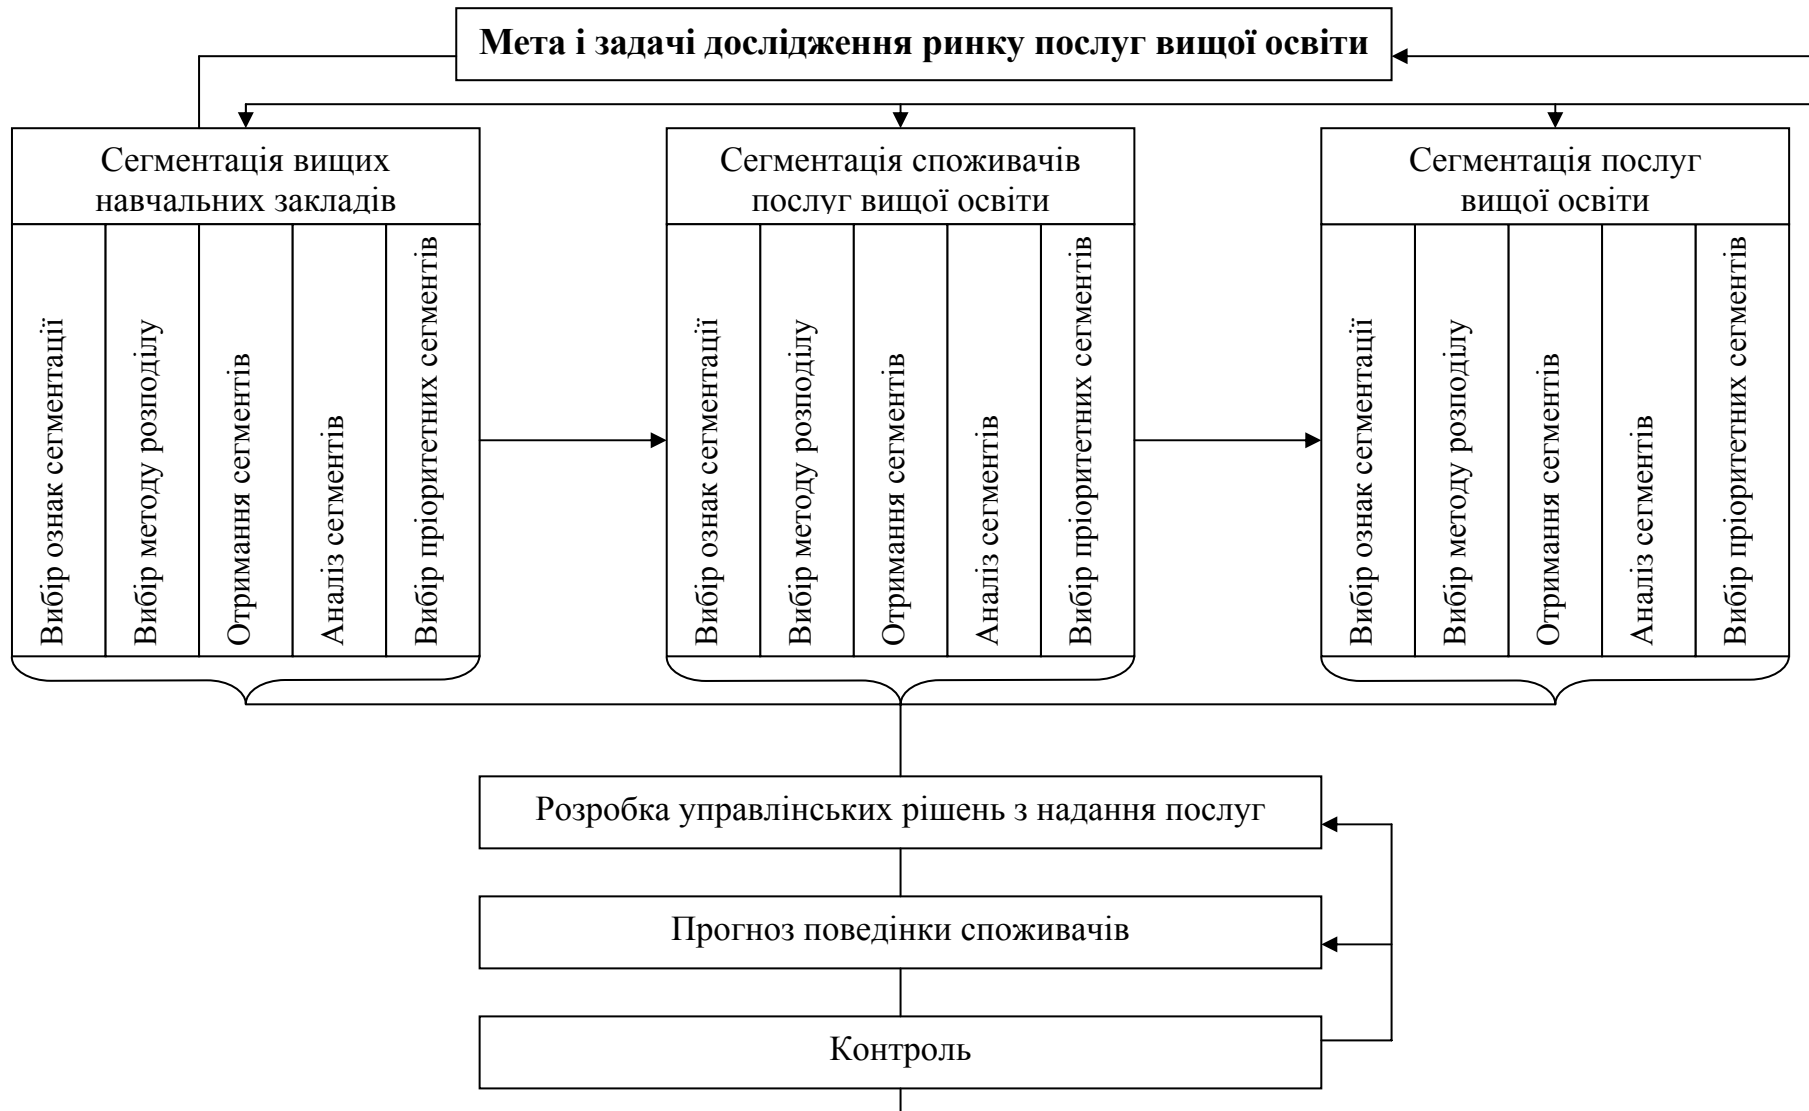 Мета і задачі дослідження ринку послуг вищої освіти
Сегментація вищих
навчальних закладів
Вибір ознак сегментації
Вибір методу розподілу
Отримання сегментів
Аналіз сегментів
Вибір пріоритетних сегментів
Сегментація споживачів
послуг вищої освіти
Вибір ознак сегментації
Вибір методу розподілу
Отримання сегментів
Аналіз сегментів
Вибір пріоритетних сегментів
Сегментація послуг
вищої освіти
Вибір ознак сегментації
Вибір методу розподілу
Отримання сегментів
Аналіз сегментів
Вибір пріоритетних сегментів
Розробка управлінських рішень з надання послуг
Прогноз поведінки споживачів
Контроль